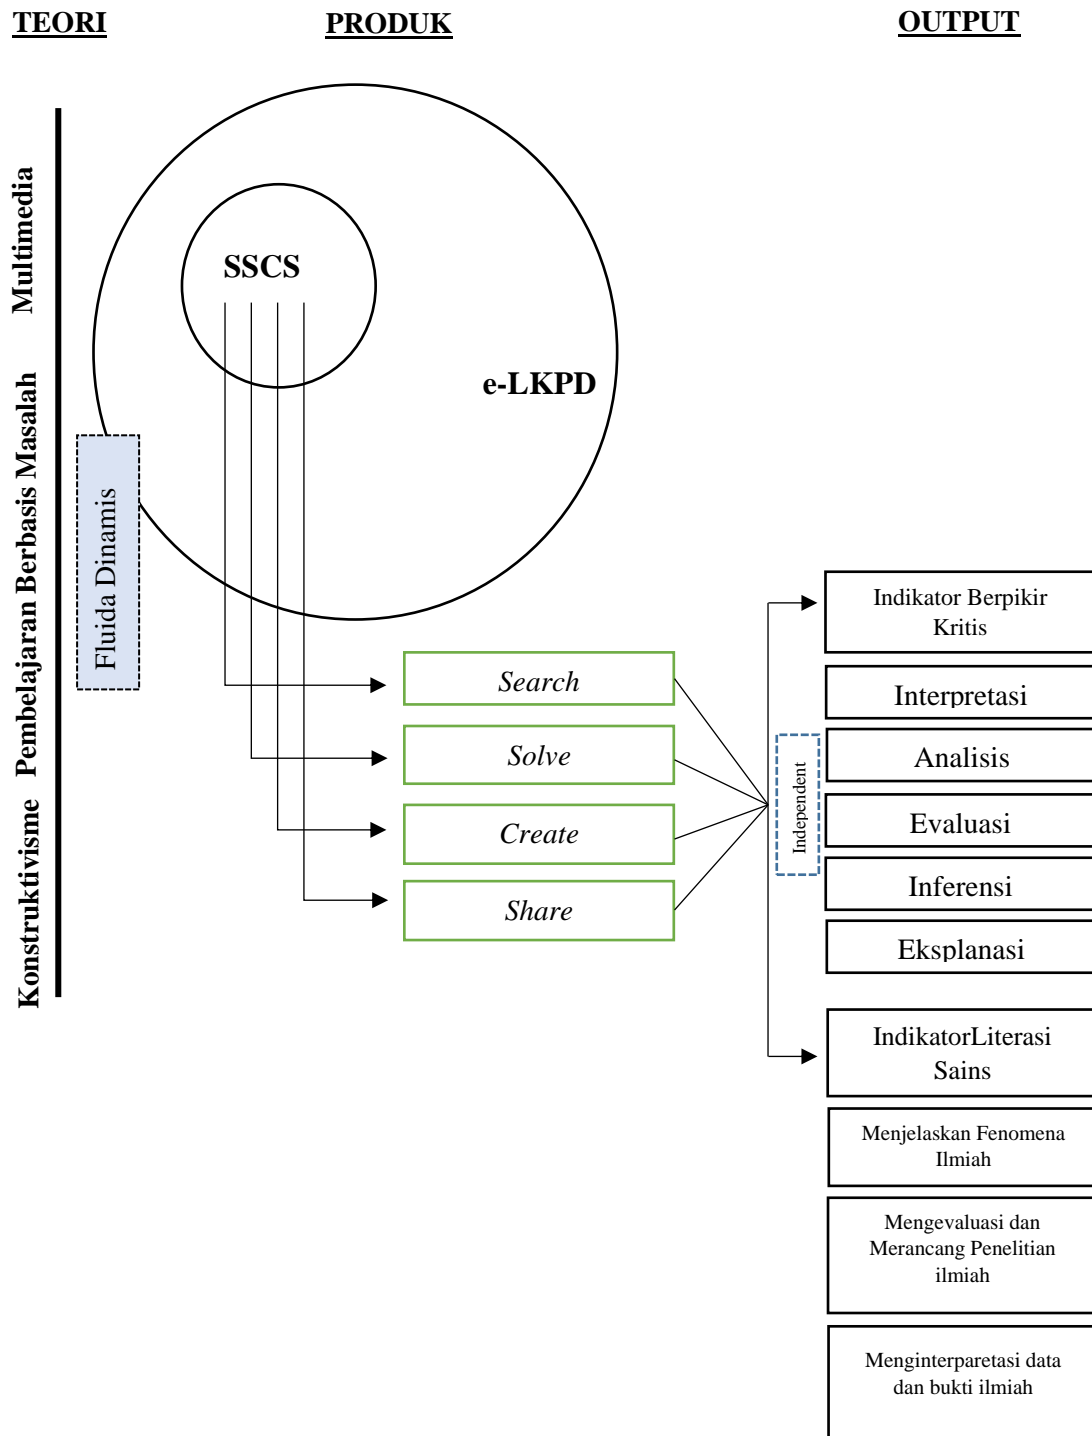 TEORI
PRODUK
OUTPUT
Multimedia
Pembelajaran Berbasis Masalah
Konstruktivisme
Fluida Dinamis
SSCS
e-LKPD
Search
Solve
Create
Share
Independent
Indikator Berpikir
Kritis
Interpretasi
Analisis
Evaluasi
Inferensi
Eksplanasi
IndikatorLiterasi
Sains
Menjelaskan Fenomena
Ilmiah
Mengevaluasi dan
Merancang Penelitian
ilmiah
Menginterparetasi data
dan bukti ilmiah